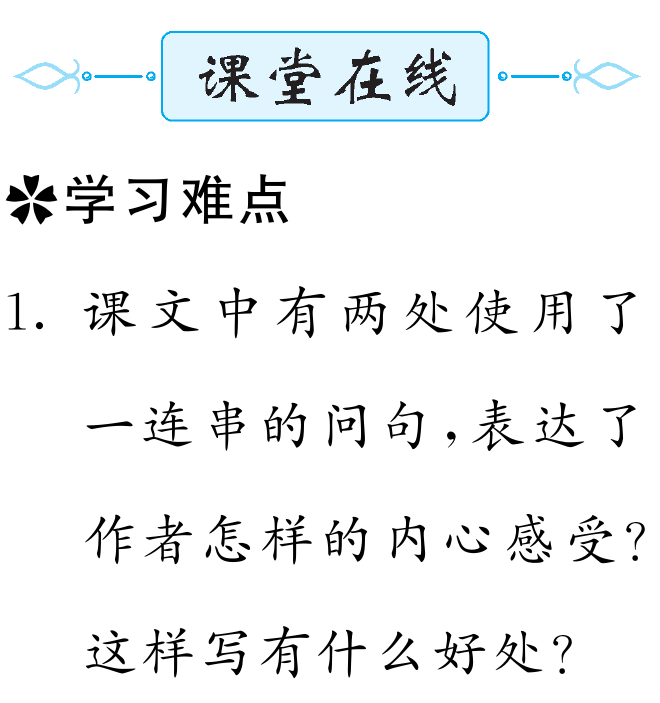 课堂在线
学习难点
1. 课文中有两处使用了
一连串的问句,表达了
作者怎样的内心感受?
这样写有什么好处?